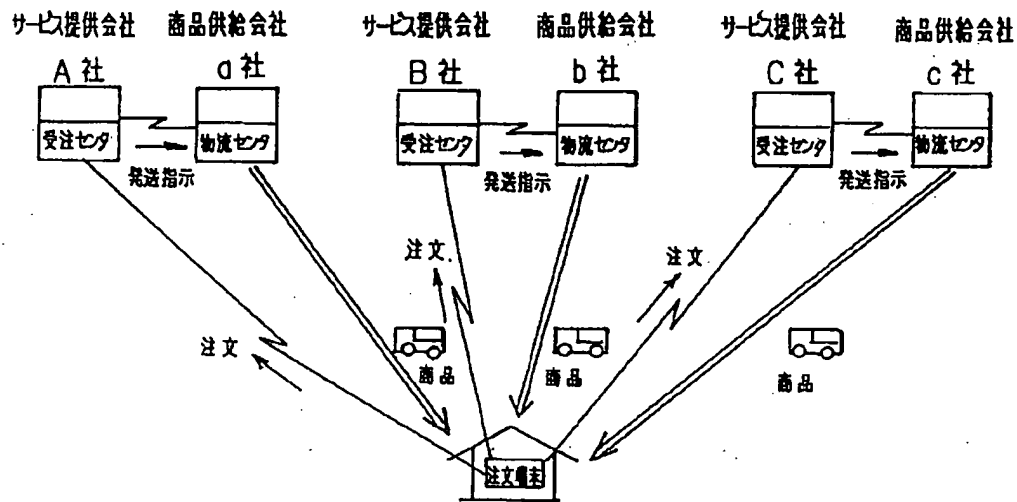 サービス提供会社 商品供給会社 サービス提供会社 商品供給会社 サービス提供会社 商品供給会社
A社 a社 B社 b社 C社 c社
受注センタ 物流センタ 受注センタ 物流センタ 受注センタ 物流センタ
発送指示 発送指示 発送指示
注文 注文
注文
商品 商品 商品
注文端末